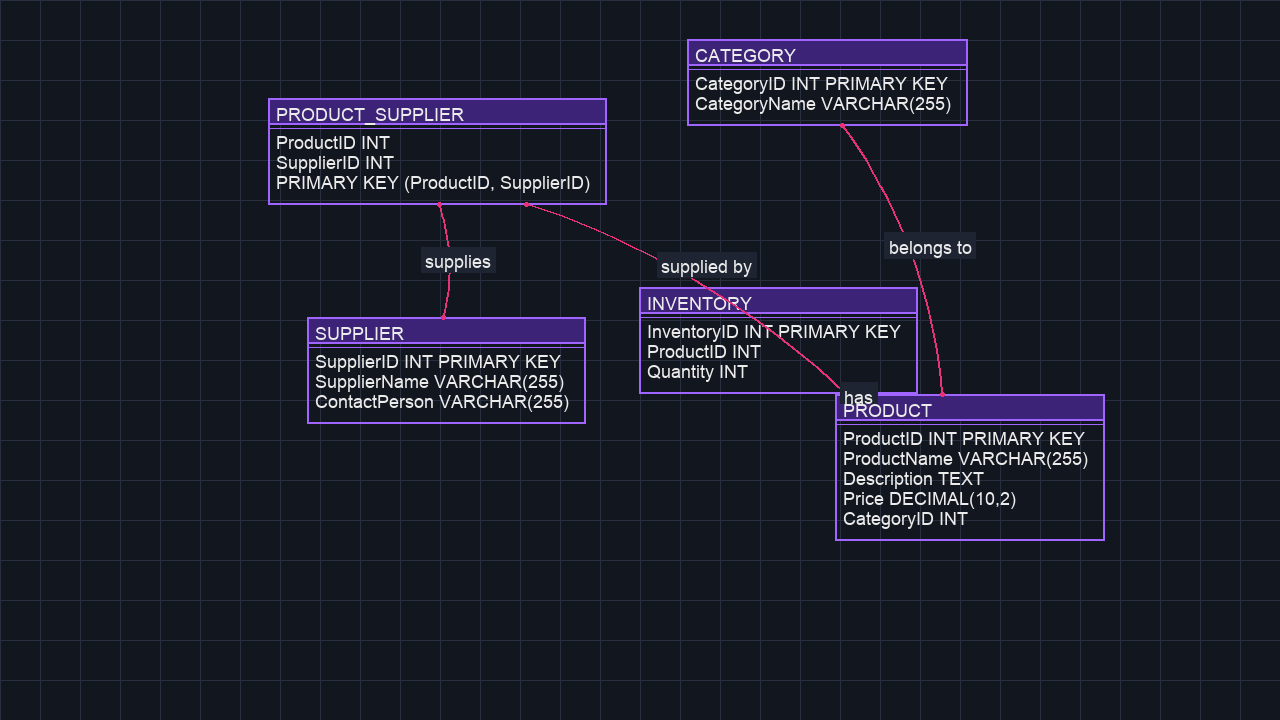 CATEGORY
CategoryID INT PRIMARY KEY
CategoryName VARCHAR(255)
PRODUCT_SUPPLIER
ProductID INT
SupplierID INT
PRIMARY KEY (ProductID, SupplierID)
supplies
supplied by
belongs to
INVENTORY
InventoryID INT PRIMARY KEY
ProductID INT
Quantity INT
SUPPLIER
SupplierID INT PRIMARY KEY
SupplierName VARCHAR(255)
ContactPerson VARCHAR(255)
has
PRODUCT
ProductID INT PRIMARY KEY
ProductName VARCHAR(255)
Description TEXT
Price DECIMAL(10,2)
CategoryID INT